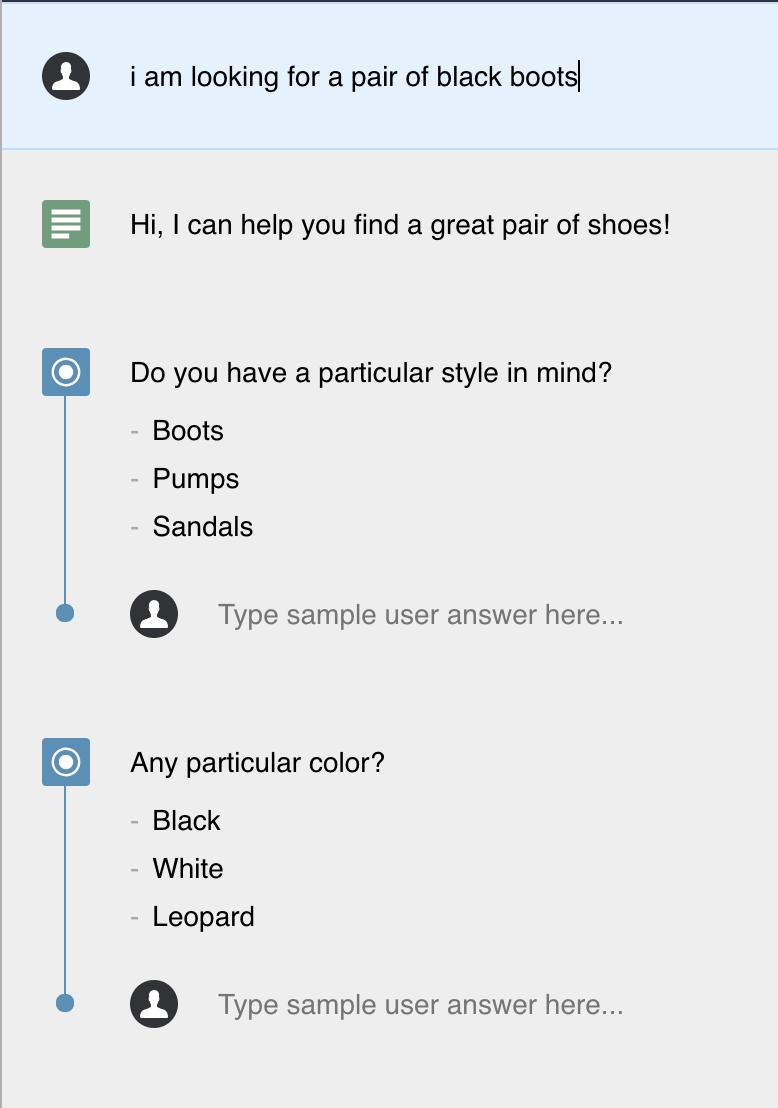 i am looking for a pair of black boots
Hi, I can help you find a great pair of shoes!
Do you have a particular style in mind?
- Boots
- Pumps
- Sandals
Type sample user answer here...
Any particular color?
- Black
- White
- Leopard
Type sample user answer here...